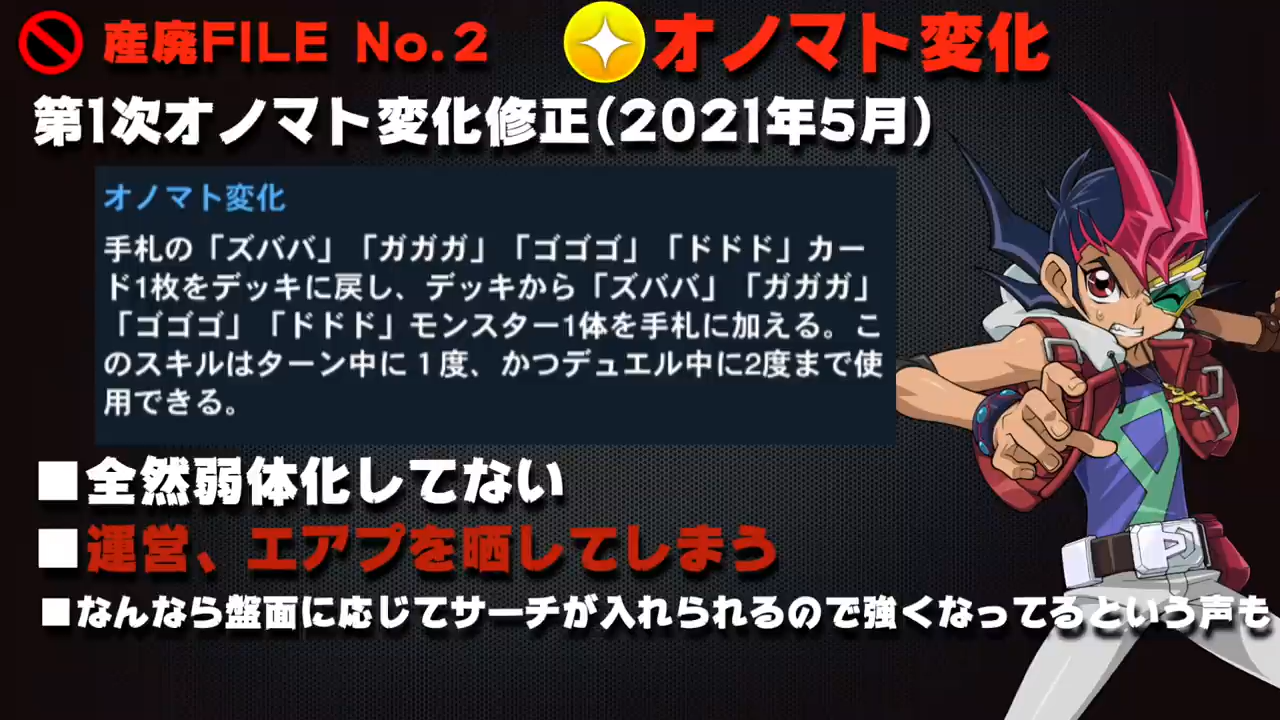 産廃FILE No.2 オノマト変化
第1次オノマト変化修正(2021年5月)
オノマト変化
手札の「ズババ」「ガガガ」「ゴゴゴ」「ドドド」カー
ド1枚をデッキに戻し、デッキから「ズババ」「ガガガ」
「ゴゴゴ」「ドドド」モンスター1体を手札に加える。こ
のスキルはターン中に１度、かつデュエル中に2度まで使
用できる。
■全然弱体化してない
■運営、エアプを晒してしまう
■なんなら盤面に応じてサーチが入れられるので強くなってるという声も